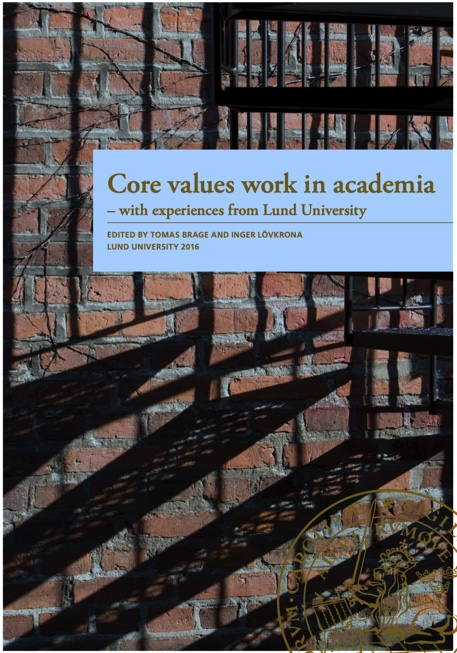 Core values work in academia
– with experiences from Lund University
EDITED BY TOMAS BRAGE AND INGER LÖVKRONA
LUND UNIVERSITY 2016